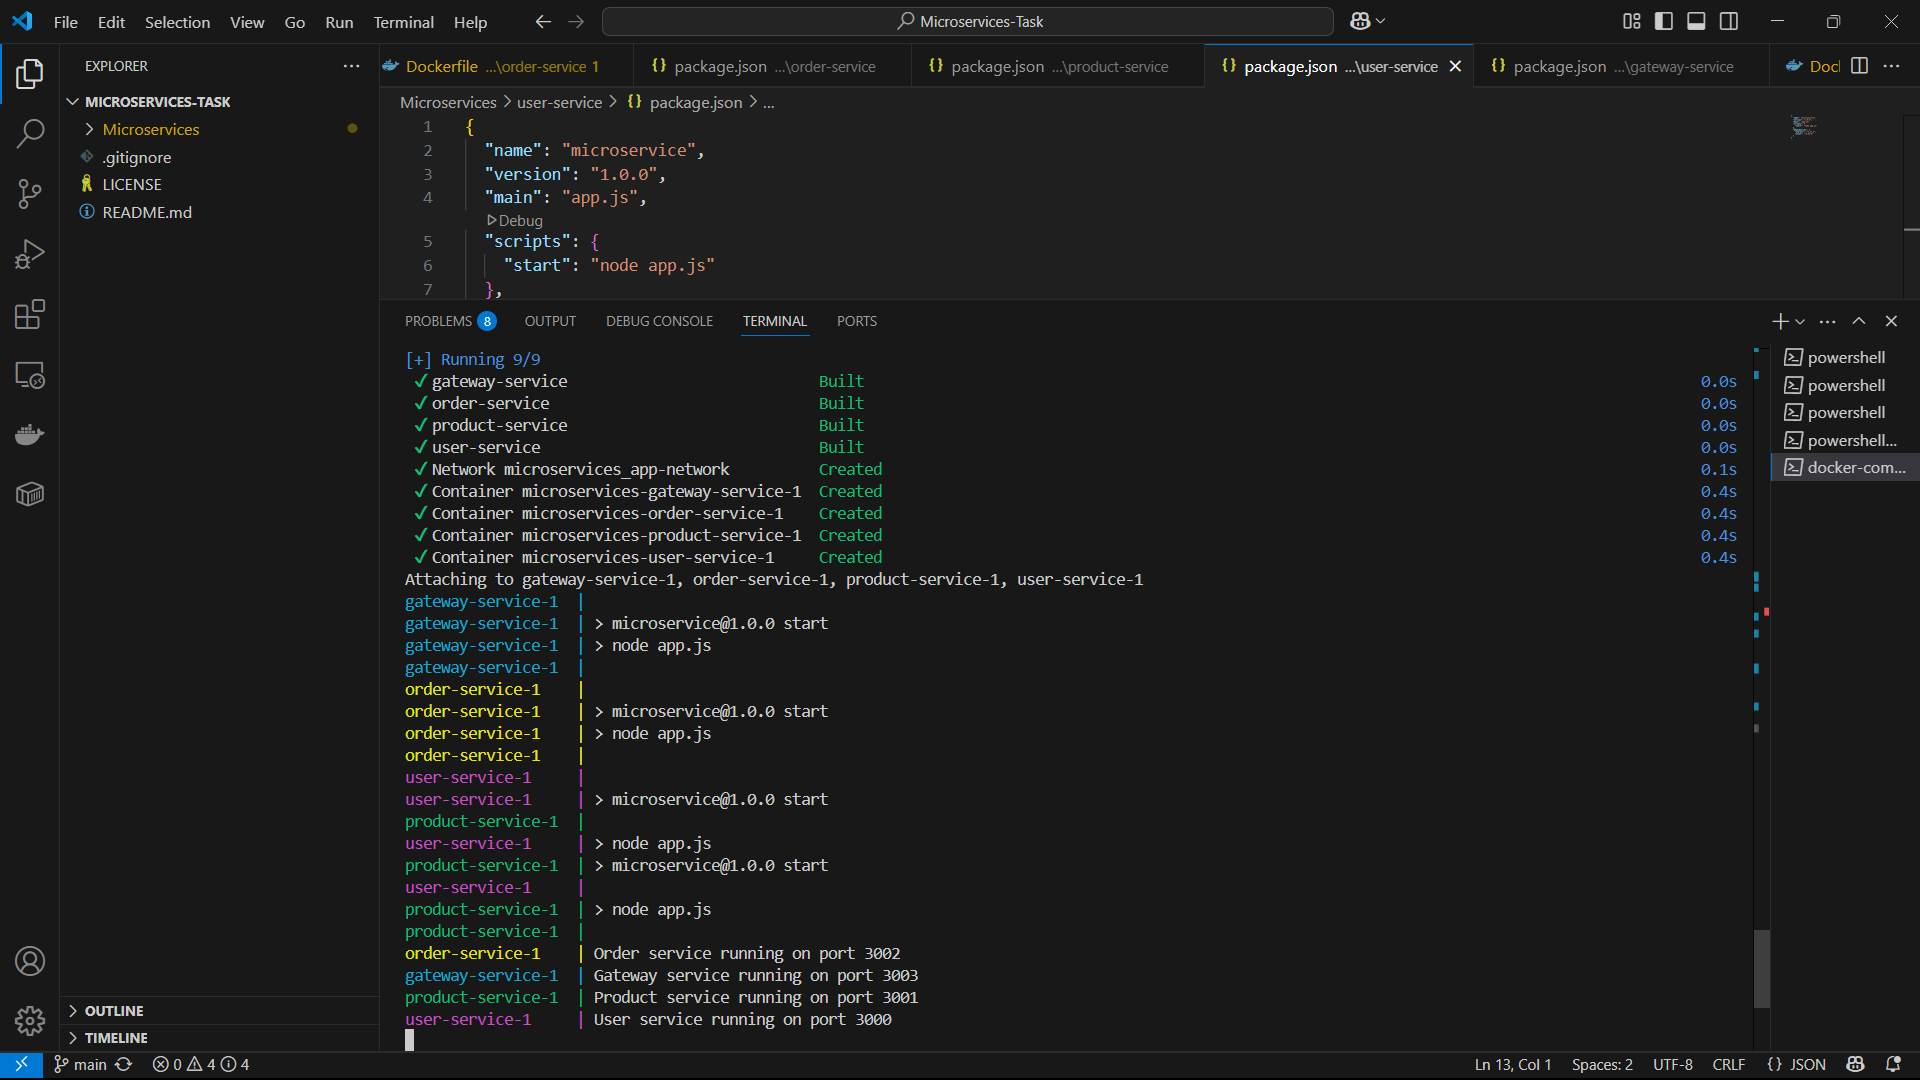 File Edit Selection View Go Run Terminal Help
Microservices-Task
EXPLORER
MICROSERVICES-TASK
Microservices
.gitignore
LICENSE
README.md
OUTLINE
TIMELINE
Dockerfile ...\order-service 1
package.json ...\order-service
package.json ...\product-service
package.json ...\user-service
package.json ...\gateway-service
Doc
Microservices > user-service > {} package.json > ...
1 {
2 "name": "microservice",
3 "version": "1.0.0",
4 "main": "app.js",
Debug
5 "scripts": {
6 "start": "node app.js"
7 },
PROBLEMS 8 OUTPUT DEBUG CONSOLE TERMINAL PORTS
[+] Running 9/9
✓ gateway-service Built 0.0s
✓ order-service Built 0.0s
✓ product-service Built 0.0s
✓ user-service Built 0.0s
✓ Network microservices_app-network Created 0.1s
✓ Container microservices-gateway-service-1 Created 0.4s
✓ Container microservices-order-service-1 Created 0.4s
✓ Container microservices-product-service-1 Created 0.4s
✓ Container microservices-user-service-1 Created 0.4s
Attaching to gateway-service-1, order-service-1, product-service-1, user-service-1
gateway-service-1 |
gateway-service-1 | > microservice@1.0.0 start
gateway-service-1 | > node app.js
gateway-service-1 |
order-service-1 |
order-service-1 | > microservice@1.0.0 start
order-service-1 | > node app.js
order-service-1 |
user-service-1 |
user-service-1 | > microservice@1.0.0 start
product-service-1 |
user-service-1 | > node app.js
product-service-1 | > microservice@1.0.0 start
user-service-1 |
product-service-1 | > node app.js
product-service-1 |
order-service-1 | Order service running on port 3002
gateway-service-1 | Gateway service running on port 3003
product-service-1 | Product service running on port 3001
user-service-1 | User service running on port 3000
powershell
powershell
powershell
powershell...
docker-com...
main 0 4 4
Ln 13, Col 1 Spaces: 2 UTF-8 CRLF {} JSON